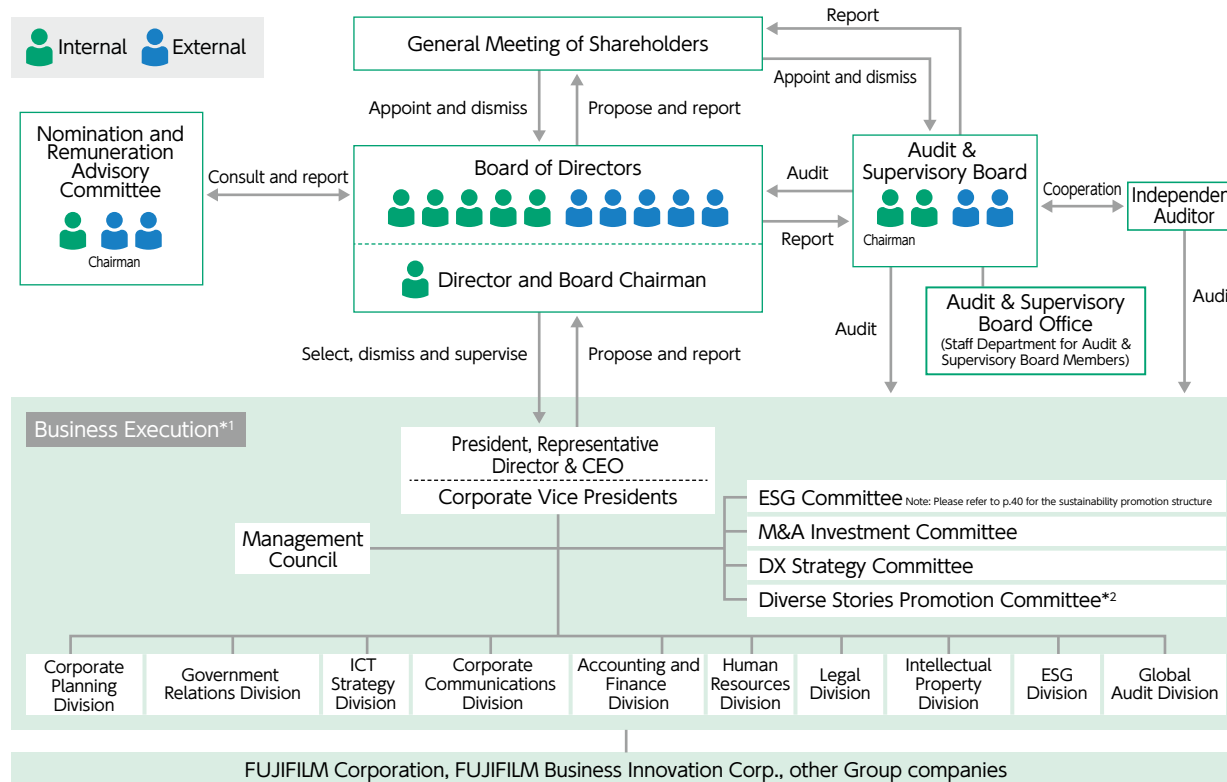 Internal
External
General Meeting of Shareholders
Report
Appoint and dismiss
Appoint and dismiss
Propose and report
Nomination and
Remuneration
Advisory
Committee
Chairman
Consult and report
Board of Directors
Director and Board Chairman
Audit
Report
Audit &
Supervisory Board
Chairman
Cooperation
Independent
Auditor
Audit
Audit & Supervisory
Board Office
(Staff Department for Audit &
Supervisory Board Members)
Audit
Select, dismiss and supervise
Propose and report
Business Execution*1
President, Representative
Director & CEO
Corporate Vice Presidents
Management
Council
ESG Committee Note: Please refer to p.40 for the sustainability promotion structure
M&A Investment Committee
DX Strategy Committee
Diverse Stories Promotion Committee*2
Corporate
Planning
Division
Government
Relations Division
ICT
Strategy
Division
Corporate
Communications
Division
Accounting and
Finance
Division
Human
Resources
Division
Legal
Division
Intellectual
Property
Division
ESG
Division
Global
Audit Division
FUJIFILM Corporation, FUJIFILM Business Innovation Corp., other Group companies